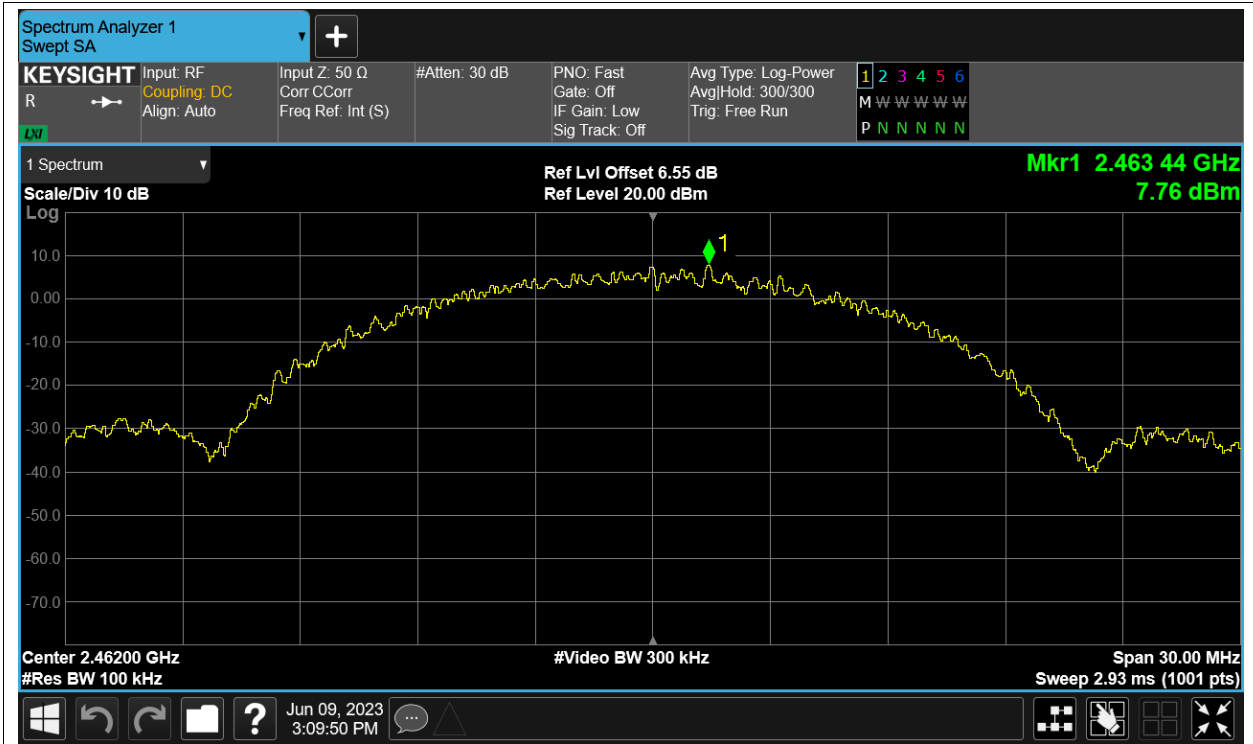 Spectrum Analyzer 1
Swept SA
KEYSIGHT
R
LXI
Input: RF
Coupling: DC
Align: Auto
Input Z: 50 Ω
Corr CCorr
Freq Ref: Int (S)
#Atten: 30 dB
PNO: Fast
Gate: Off
IF Gain: Low
Sig Track: Off
Avg Type: Log-Power
Avg|Hold: 300/300
Trig: Free Run
1 2 3 4 5 6
M W W W W W
P N N N N N
1 Spectrum
Scale/Div 10 dB
Log
Ref Lvl Offset 6.55 dB
Ref Level 20.00 dBm
Mkr1 2.463 44 GHz
7.76 dBm
1
10.0
0.00
-10.0
-20.0
-30.0
-40.0
-50.0
-60.0
-70.0
Center 2.46200 GHz
#Video BW 300 kHz
Span 30.00 MHz
#Res BW 100 kHz
Sweep 2.93 ms (1001 pts)
?
Jun 09, 2023
3:09:50 PM